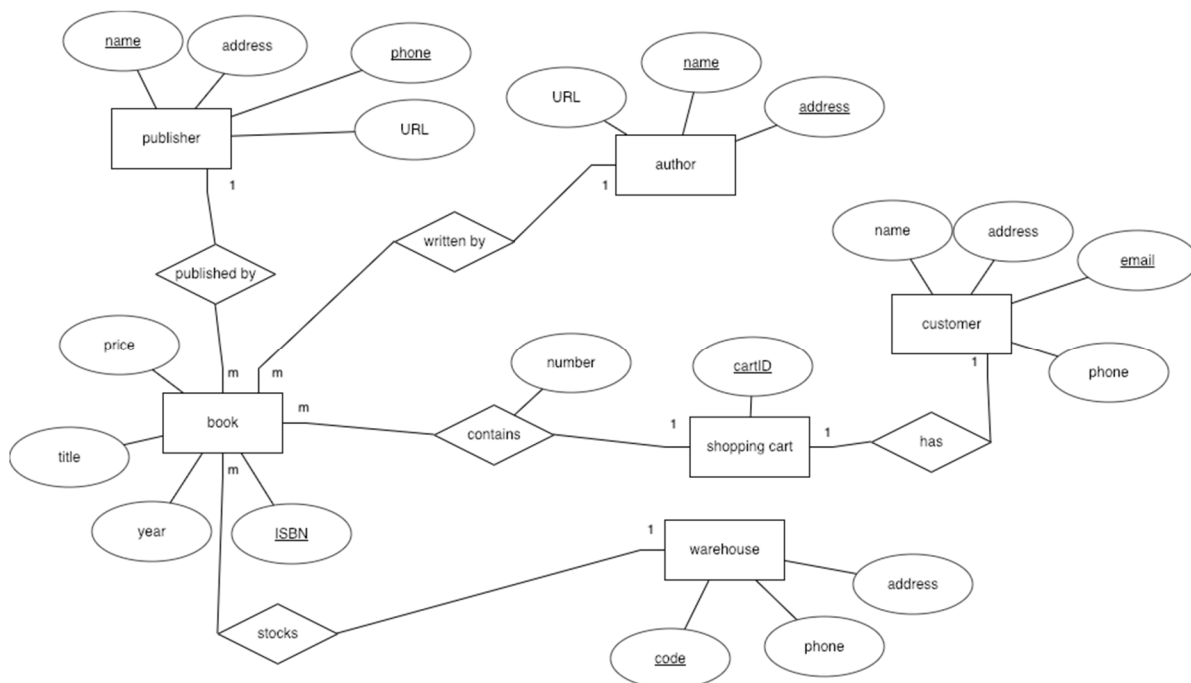 name
address
phone
URL
publisher
1
published by
m
name
URL
address
author
1
written by
m
name
address
email
phone
customer
1
has
1
cartID
shopping cart
1
number
contains
m
price
title
year
ISBN
book
m
stocks
1
warehouse
address
phone
code